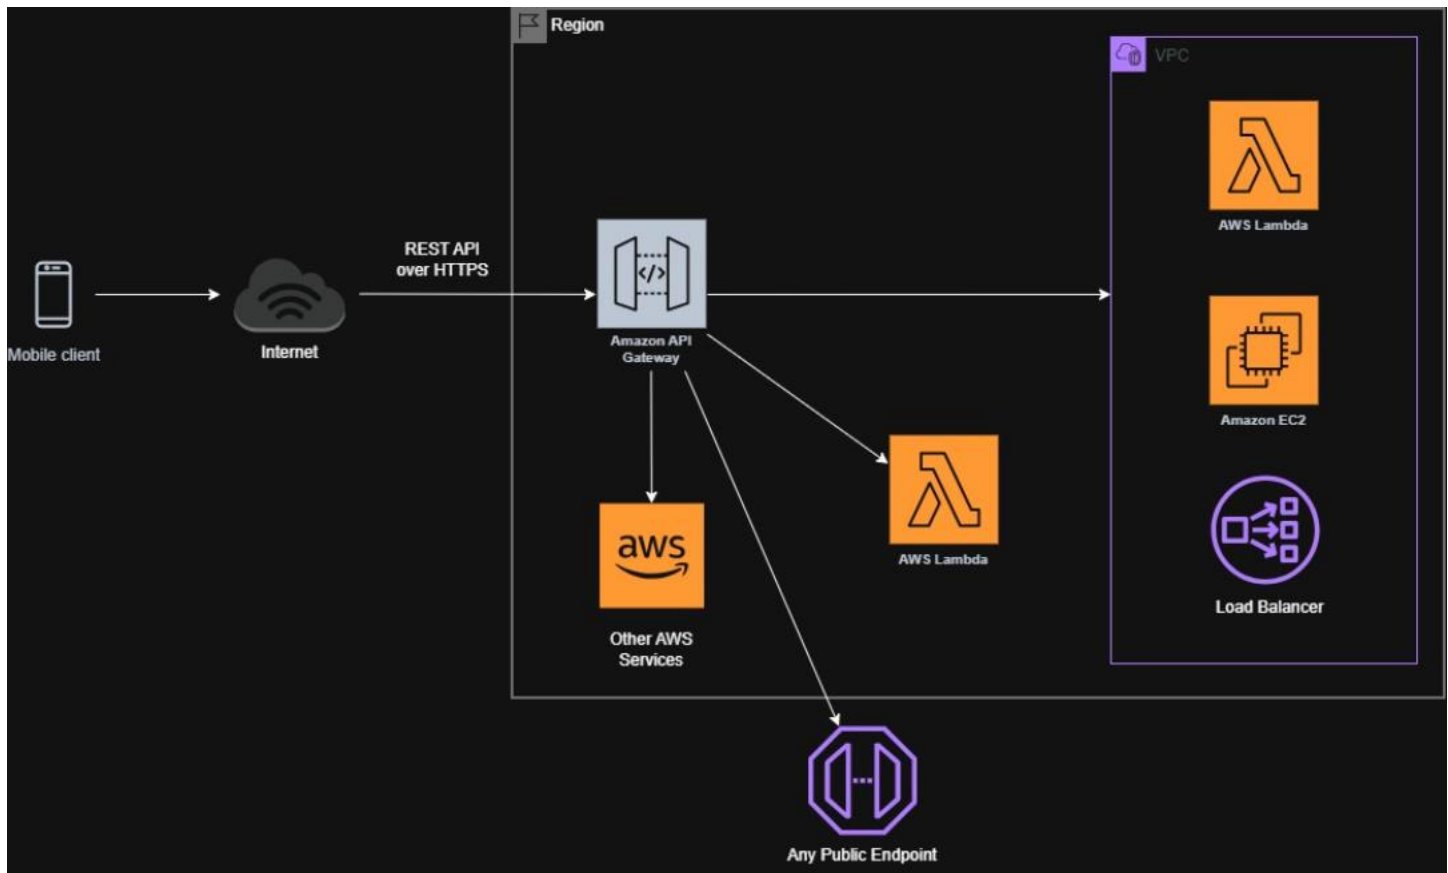 Region
VPC
AWS Lambda
REST API
over HTTPS
</>
Mobile client
Internet
Amazon API
Gateway
Amazon EC2
aws
AWS Lambda
Other AWS
Services
Load Balancer
Any Public Endpoint